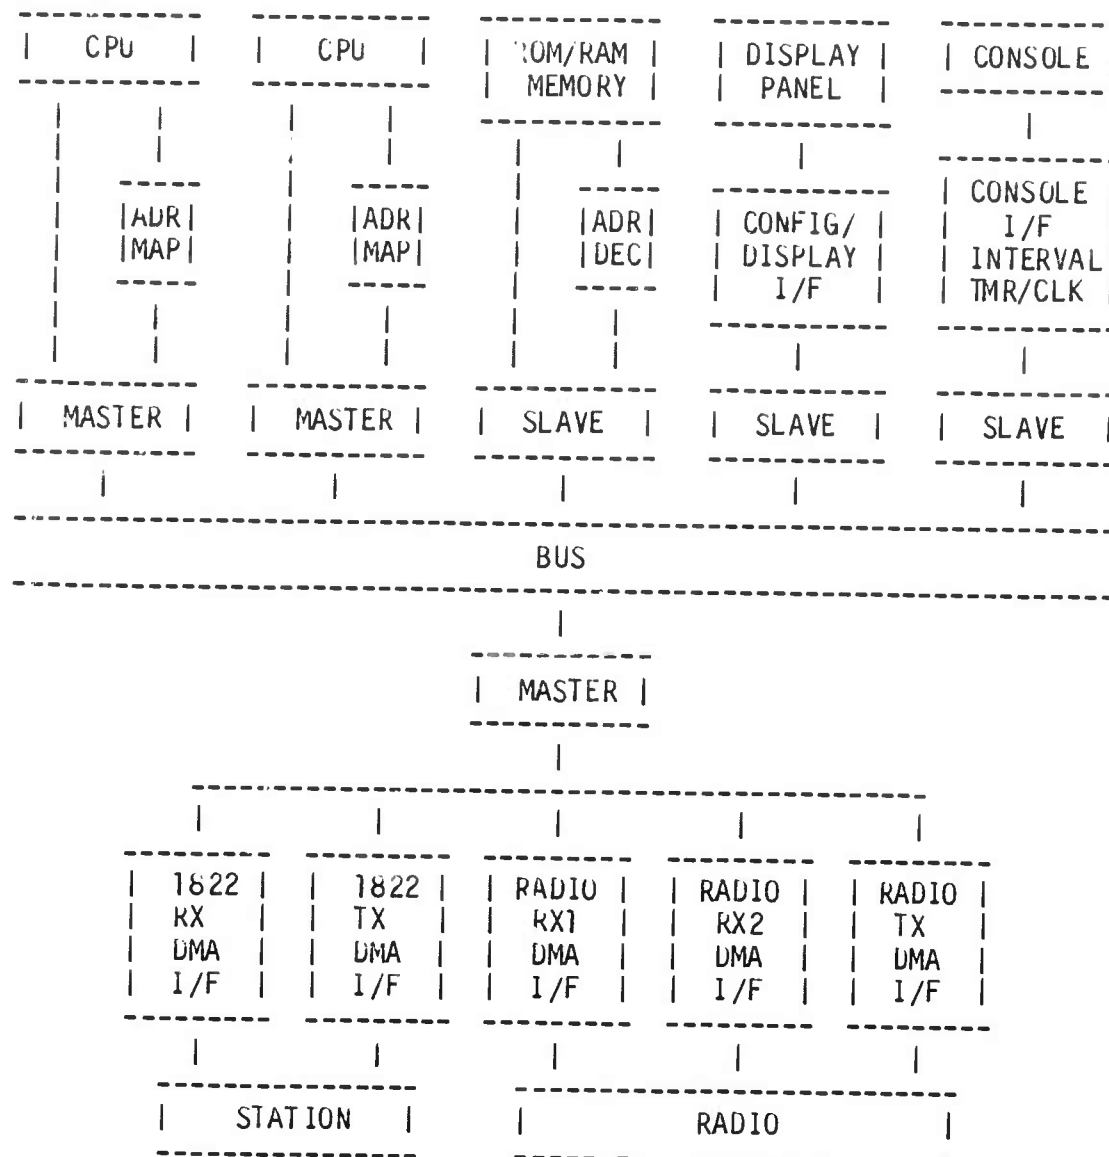 CPU CPU ROM/RAM DISPLAY CONSOLE
MEMORY PANEL
ADR ADR ADR CONFIG/ CONSOLE
MAP MAP DEC DISPLAY I/F
I/F INTERVAL
TMR/CLK
MASTER MASTER SLAVE SLAVE SLAVE
BUS
MASTER
1822 1822 RADIO RADIO RADIO
RX TX RX1 RX2 TX
DMA DMA DMA DMA DMA
I/F I/F I/F I/F I/F
STATION RADIO